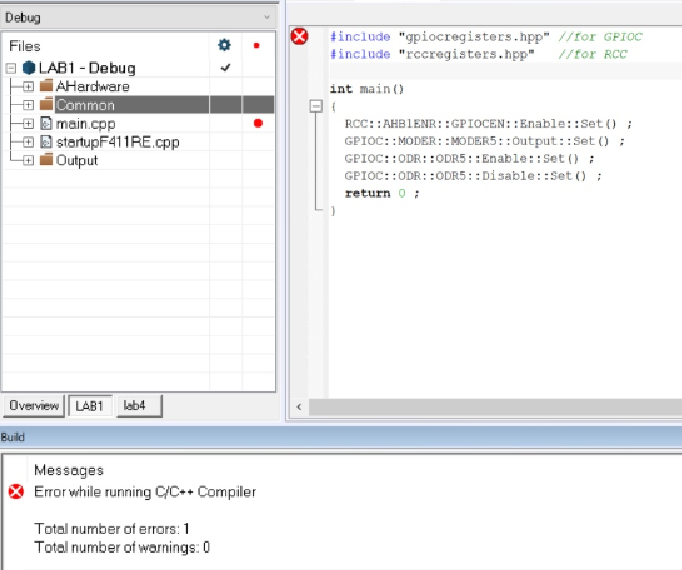 Debug
Files
LAB1 - Debug
AHardware
Common
main.cpp
startupF411RE.cpp
Output
Overview LAB1 lab4
#include "gpiocregisters.hpp" //for GPIOC
#include "rccregisters.hpp" //for RCC
int main()
{
RCC::AHB1ENR::GPIOCEN::Enable::Set() ;
GPIOC::MODER::MODER5::Output::Set() ;
GPIOC::ODR::ODR5::Enable::Set() ;
GPIOC::ODR::ODR5::Disable::Set() ;
return 0 ;
}
Build
Messages
Error while running C/C++ Compiler
Total number of errors: 1
Total number of warnings: 0